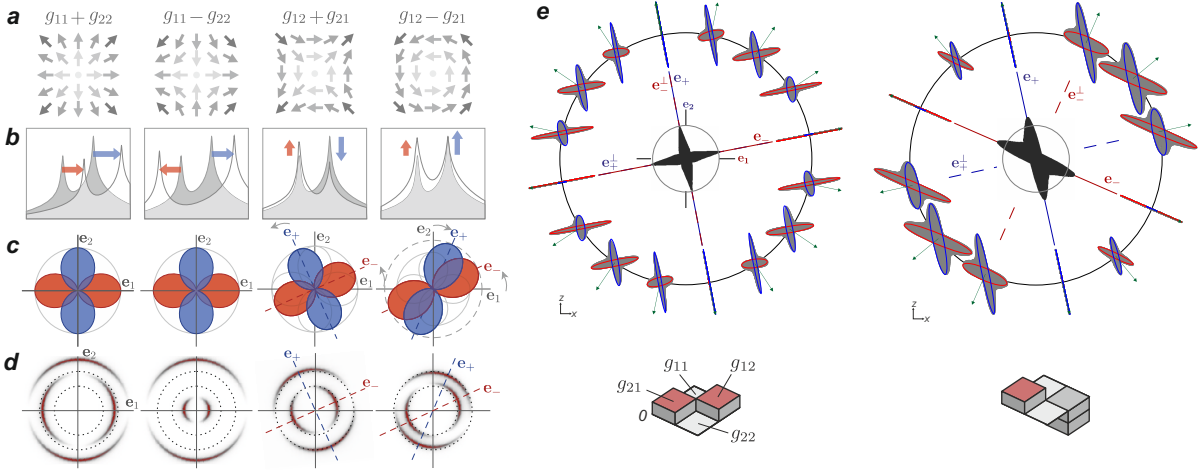 a
g₁₁+g₂₂
g₁₁−g₂₂
g₁₂+g₂₁
g₁₂−g₂₁
b
c
e₂
e₁
e₂
e₁
e₊
e₂
e₋
e₁
e₂
e₊
e₋
e₁
d
e₂
e₁
e₊
e₋
e₊
e₋
e
e₊
e₋⊥
e₂
e₋
e₁
e₊⊥
z
x
e₊
e₋⊥
e₊⊥
e₋
z
x
g₁₁
g₁₂
g₂₁
0
g₂₂